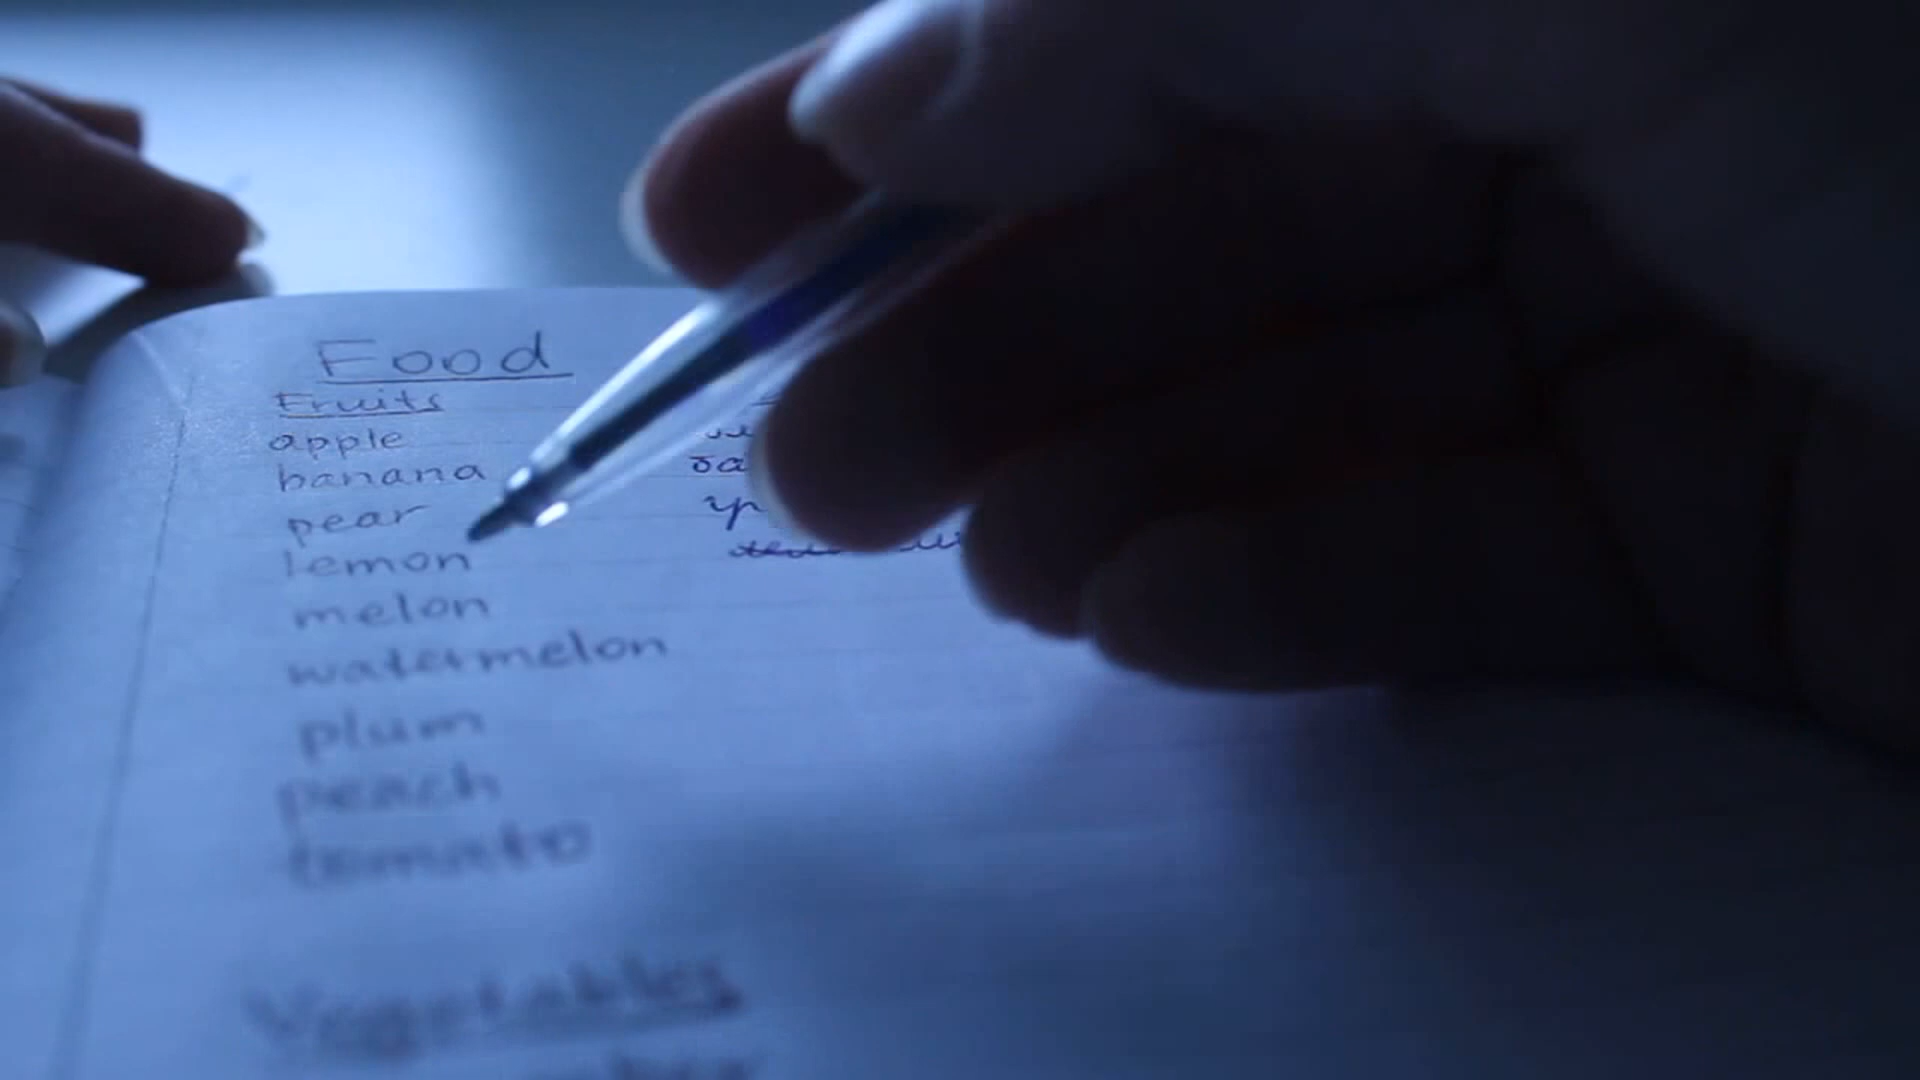 Food
Fruits
apple
banana
pear
lemon
melon
watermelon
plum
peach
tomato
Vegetables